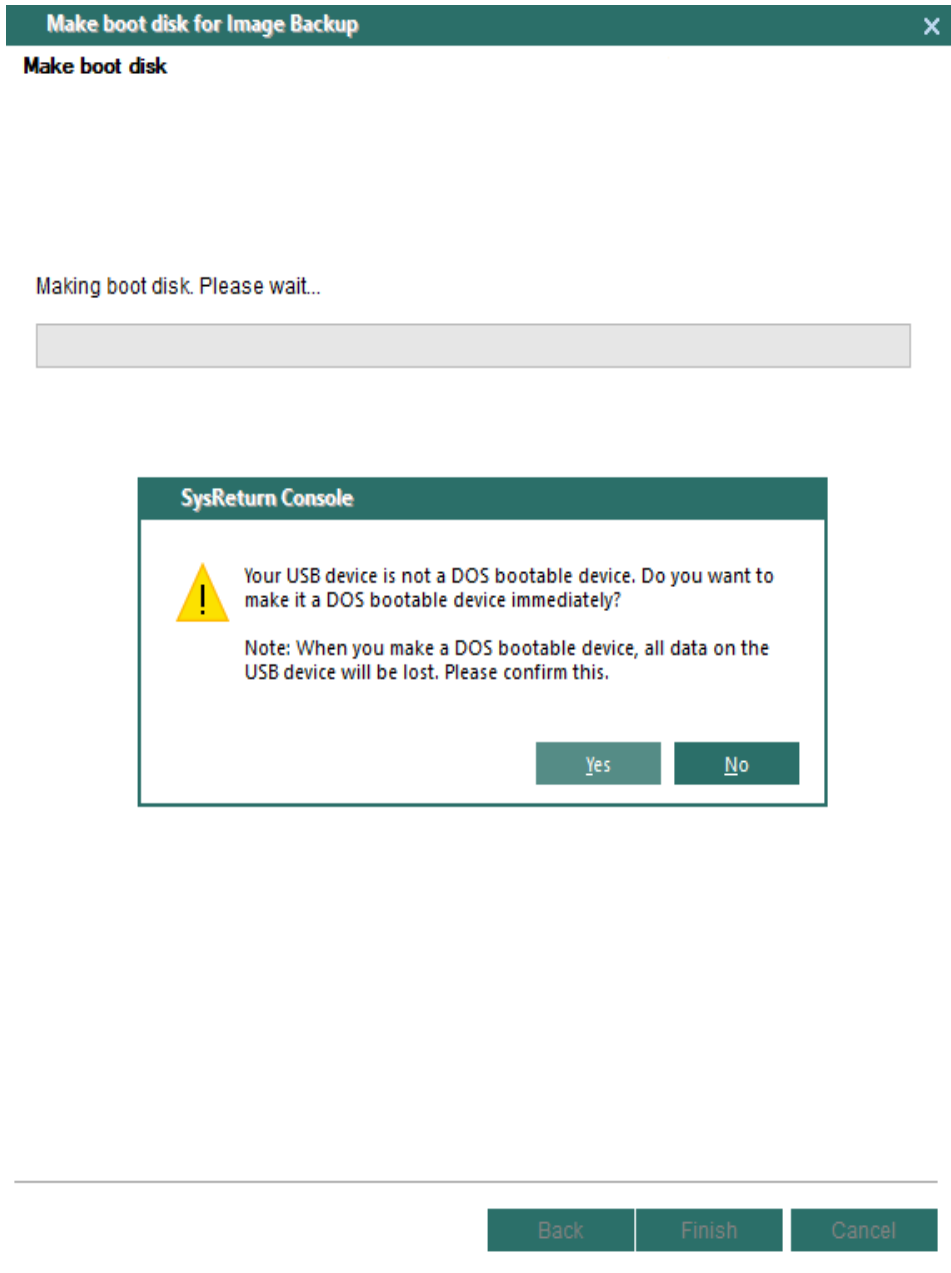 Make boot disk for Image Backup
Make boot disk
Making boot disk. Please wait...
SysReturn Console
Your USB device is not a DOS bootable device. Do you want to
make it a DOS bootable device immediately?
Note: When you make a DOS bootable device, all data on the
USB device will be lost. Please confirm this.
Yes No
Back Finish Cancel